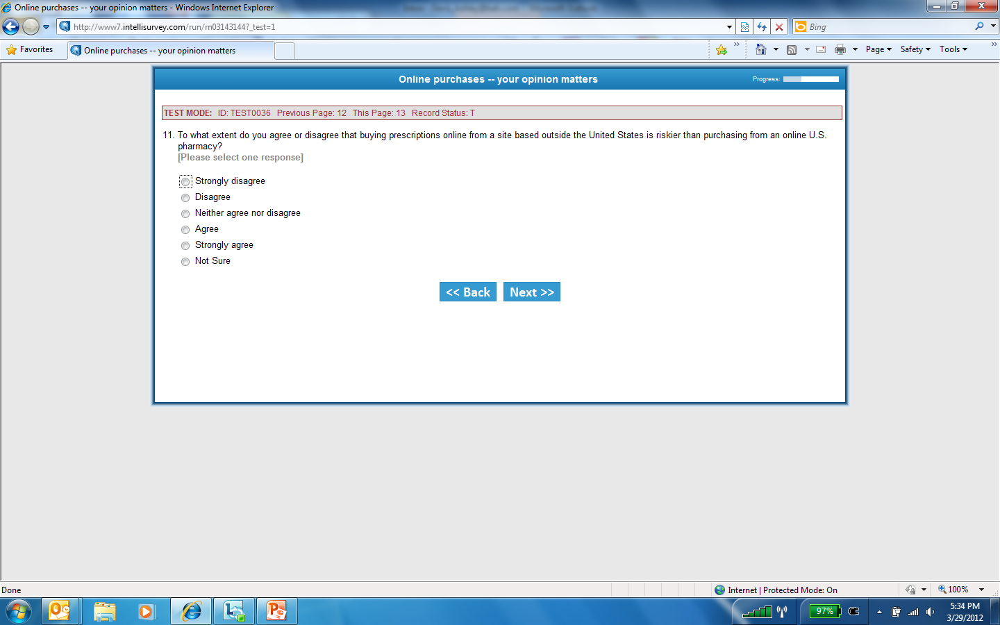 Online purchases -- your opinion matters - Windows Internet Explorer
http://www7.intellisurvey.com/run/rn03143144?_test=1
Bing
Favorites
Online purchases -- your opinion matters
Page
Safety
Tools
Online purchases -- your opinion matters
Progress:
TEST MODE: ID: TEST0036 Previous Page: 12 This Page: 13 Record Status: T
11. To what extent do you agree or disagree that buying prescriptions online from a site based outside the United States is riskier than purchasing from an online U.S.
pharmacy?
[Please select one response]
Strongly disagree
Disagree
Neither agree nor disagree
Agree
Strongly agree
Not Sure
<< Back
Next >>
Done
Internet | Protected Mode: On
100%
97%
5:34 PM
3/29/2012